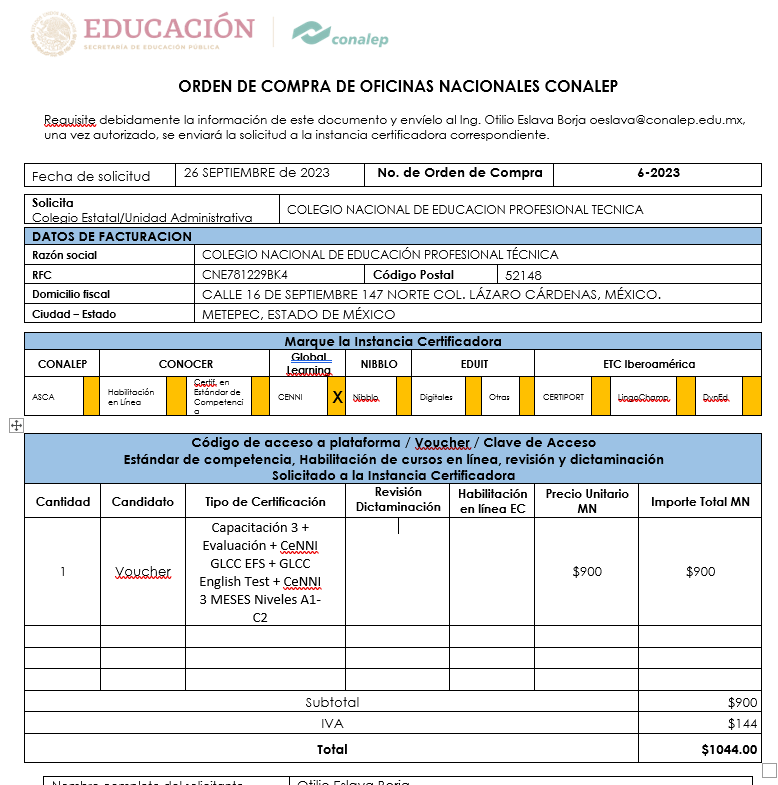 EDUCACIÓN
SECRETARÍA DE EDUCACIÓN PÚBLICA
conalep
ORDEN DE COMPRA DE OFICINAS NACIONALES CONALEP
Requisite debidamente la información de este documento y envíelo al Ing. Otilio Eslava Borja oeslava@conalep.edu.mx,
una vez autorizado, se enviará la solicitud a la instancia certificadora correspondiente.
Fecha de solicitud 26 SEPTIEMBRE de 2023 No. de Orden de Compra 6-2023
Solicita
Colegio Estatal/Unidad Administrativa COLEGIO NACIONAL DE EDUCACION PROFESIONAL TECNICA
DATOS DE FACTURACION
Razón social COLEGIO NACIONAL DE EDUCACIÓN PROFESIONAL TÉCNICA
RFC CNE781229BK4 Código Postal 52148
Domicilio fiscal CALLE 16 DE SEPTIEMBRE 147 NORTE COL. LÁZARO CÁRDENAS, MÉXICO.
Ciudad – Estado METEPEC, ESTADO DE MÉXICO
Marque la Instancia Certificadora
CONALEP CONOCER Global
Learning NIBBLO EDUIT ETC Iberoamérica
ASCA Habilitación
en Línea Certif. en
Estándar de
Competenci
a CENNI X Nibblo Digitales Otras CERTIPORT LingoChamp DynEd
Código de acceso a plataforma / Voucher / Clave de Acceso
Estándar de competencia, Habilitación de cursos en línea, revisión y dictaminación
Solicitado a la Instancia Certificadora
Cantidad Candidato Tipo de Certificación Revisión
Dictaminación Habilitación
en línea EC Precio Unitario
MN Importe Total MN
1 Voucher Capacitación 3 +
Evaluación + CeNNI
GLCC EFS + GLCC
English Test + CeNNI
3 MESES Niveles A1-
C2 $900 $900
Subtotal $900
IVA $144
Total $1044.00
Nombre completo del solicitante Otilio Eslava Borja